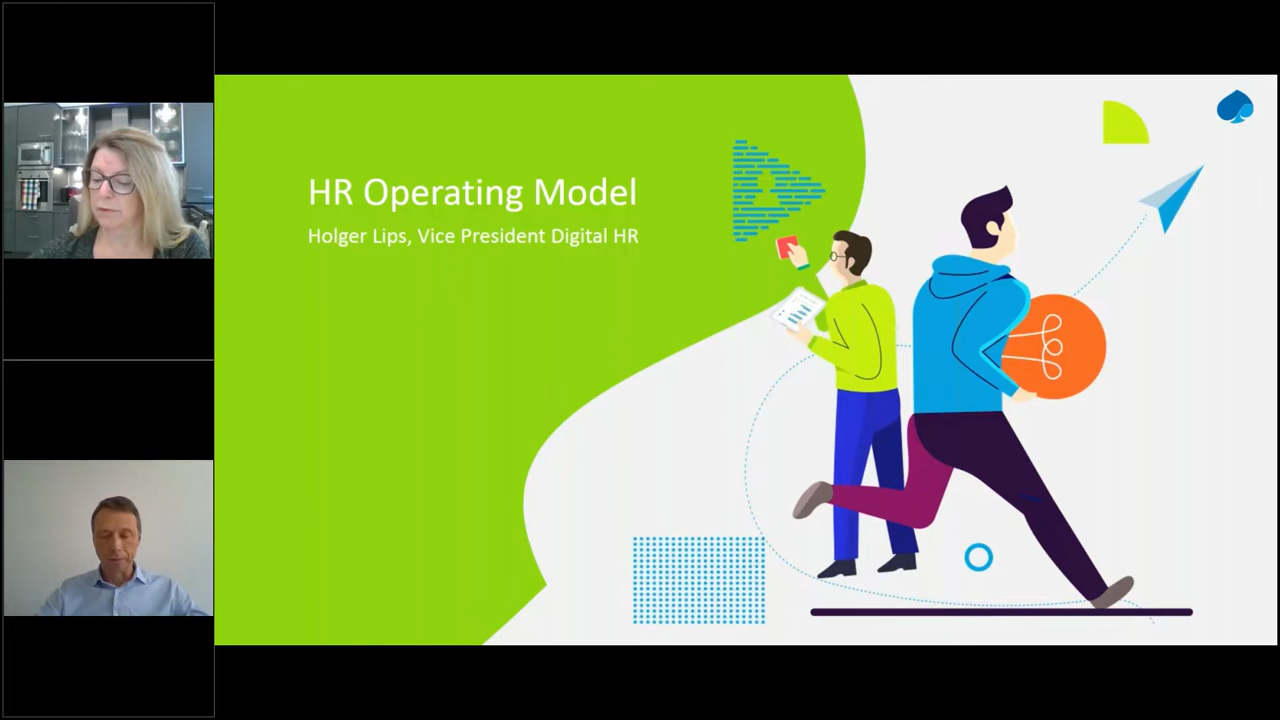 HR Operating Model
Holger Lips, Vice President Digital HR